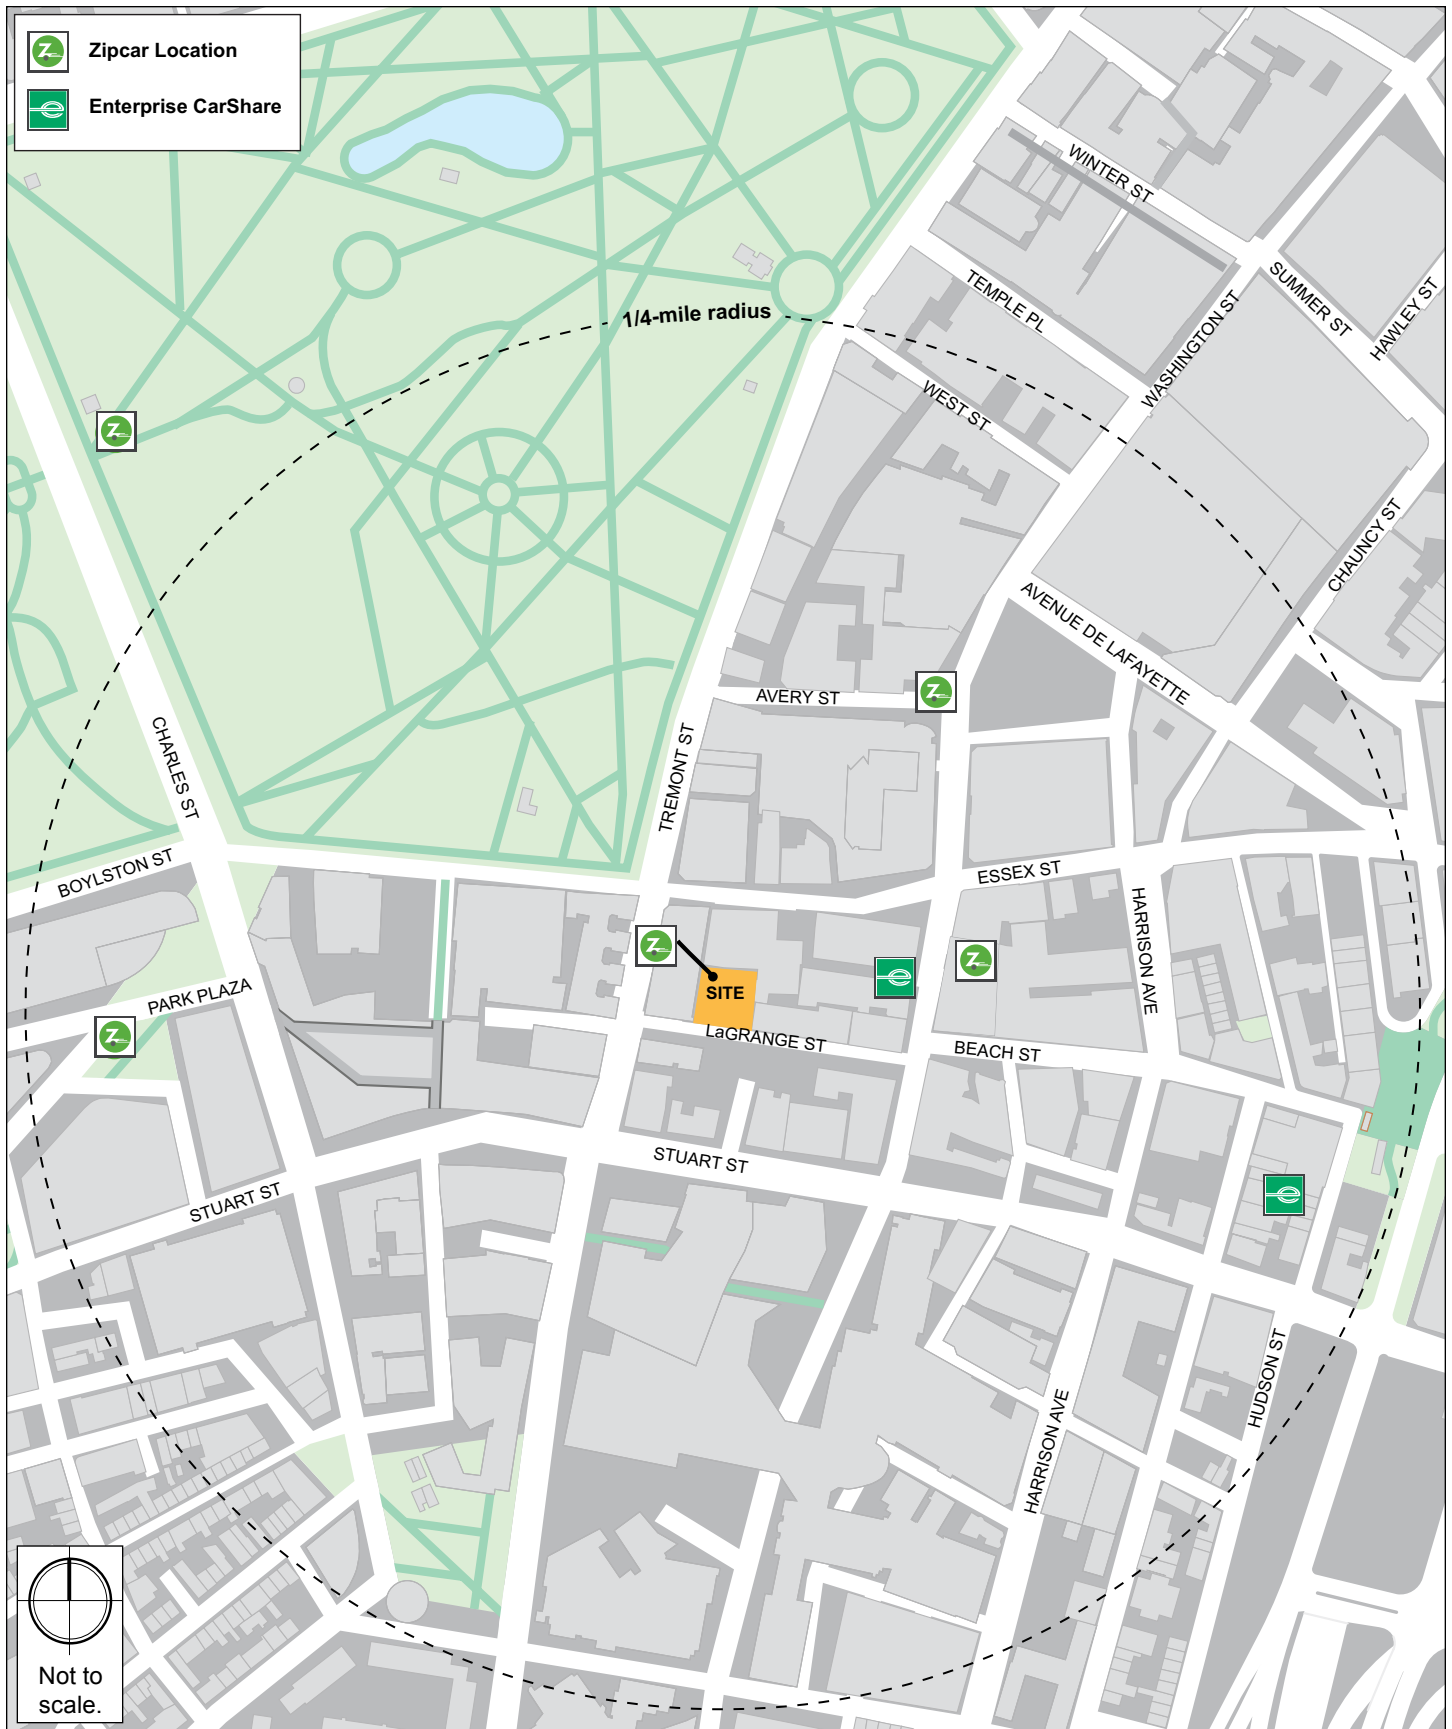 Zipcar Location
Enterprise CarShare
WINTER ST
TEMPLE PL
SUMMER ST
HAWLEY ST
WASHINGTON ST
1/4-mile radius
WEST ST
CHAUNCY ST
AVENUE DE LAFAYETTE
AVERY ST
CHARLES ST
TREMONT ST
BOYLSTON ST
ESSEX ST
HARRISON AVE
PARK PLAZA
SITE
LaGRANGE ST
BEACH ST
STUART ST
STUART ST
HUDSON ST
HARRISON AVE
Not to
scale.